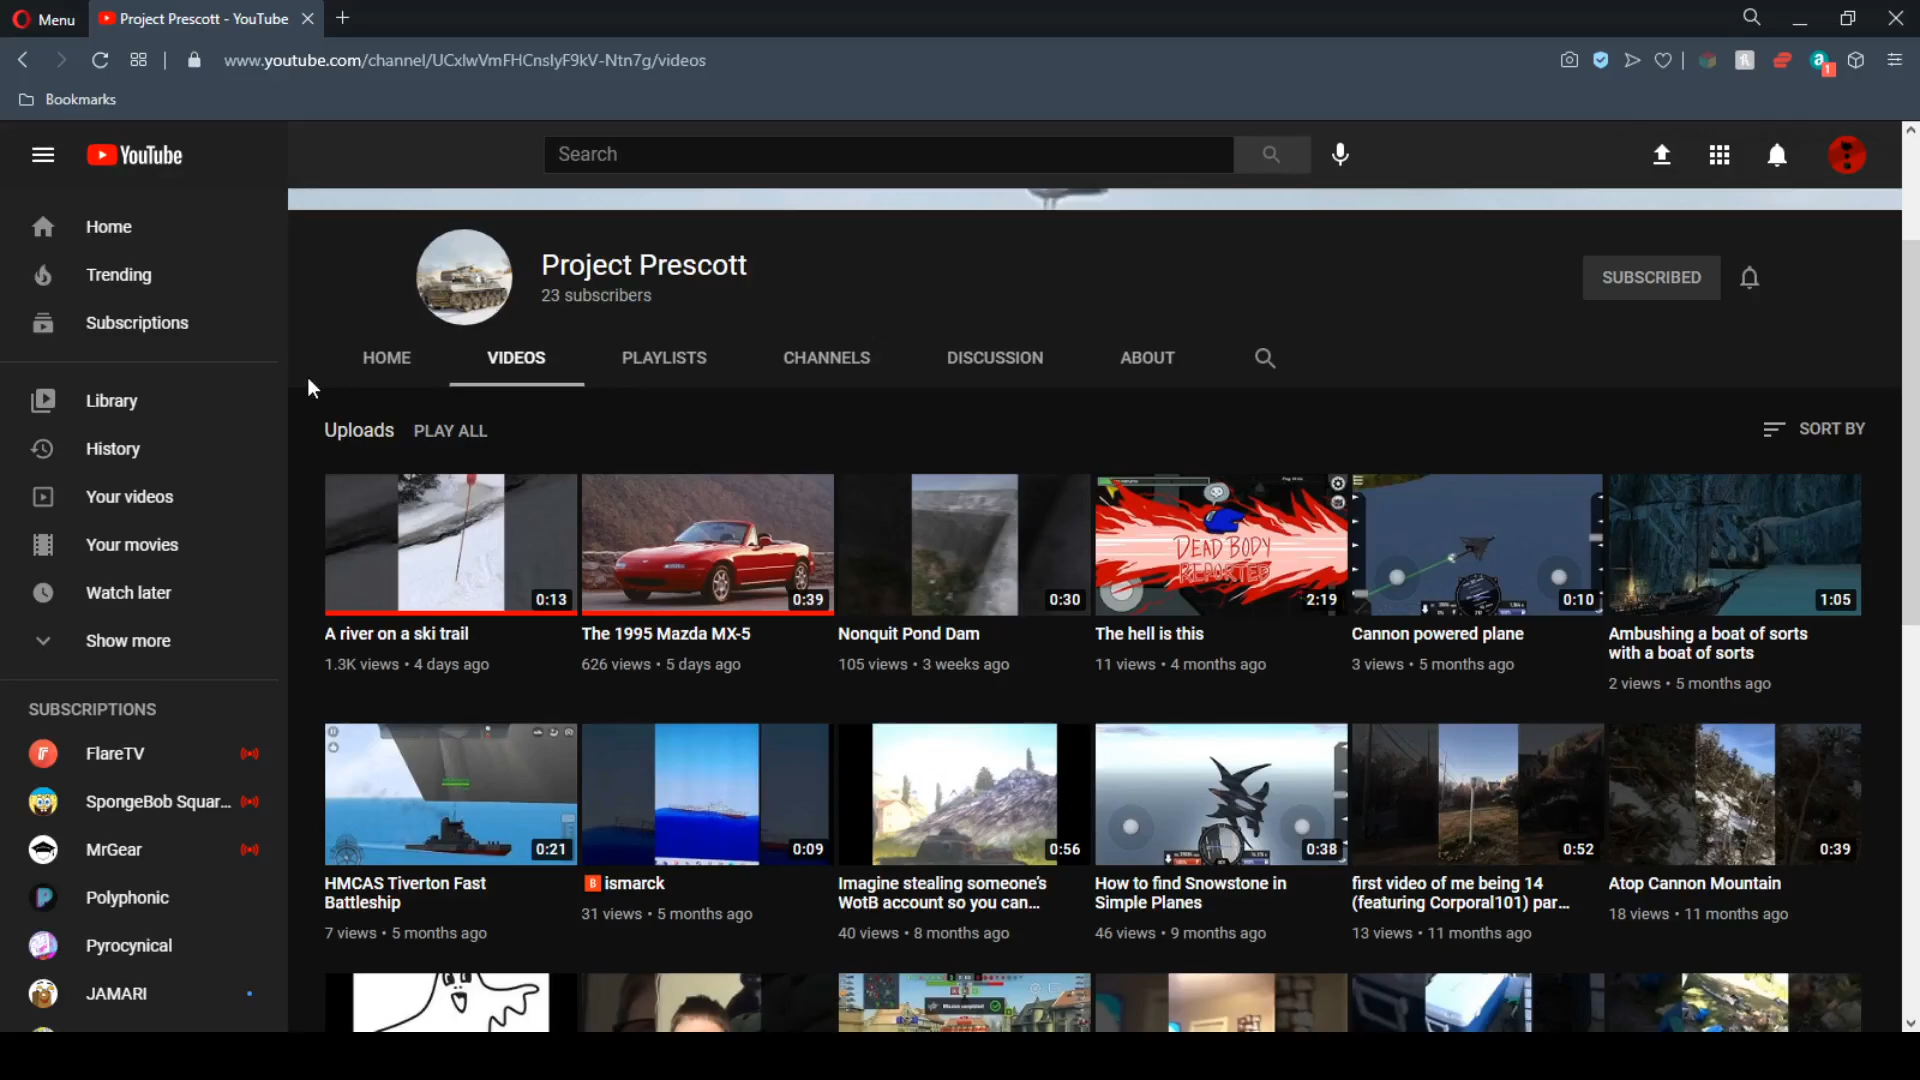 Menu
Project Prescott - YouTube
www.youtube.com/channel/UCxlwVmFHCnslyF9kV-Ntn7g/videos
1
Bookmarks
YouTube
Search
Home
Trending
Subscriptions
Library
History
Your videos
Your movies
Watch later
Show more
SUBSCRIPTIONS
FlareTV
SpongeBob Squar...
MrGear
Polyphonic
Pyrocynical
JAMARI
Project Prescott
23 subscribers
SUBSCRIBED
HOME
VIDEOS
PLAYLISTS
CHANNELS
DISCUSSION
ABOUT
Uploads
PLAY ALL
SORT BY
0:13
A river on a ski trail
1.3K views • 4 days ago
0:39
The 1995 Mazda MX-5
626 views • 5 days ago
0:30
Nonquit Pond Dam
105 views • 3 weeks ago
DEAD BODY
REPORTED
2:19
The hell is this
11 views • 4 months ago
0:10
Cannon powered plane
3 views • 5 months ago
1:05
Ambushing a boat of sorts
with a boat of sorts
2 views • 5 months ago
0:21
HMCAS Tiverton Fast
Battleship
7 views • 5 months ago
0:09
🅱ismarck
31 views • 5 months ago
0:56
Imagine stealing someone's
WotB account so you can...
40 views • 8 months ago
0:38
How to find Snowstone in
Simple Planes
46 views • 9 months ago
0:52
first video of me being 14
(featuring Corporal101) par...
13 views • 11 months ago
0:39
Atop Cannon Mountain
18 views • 11 months ago